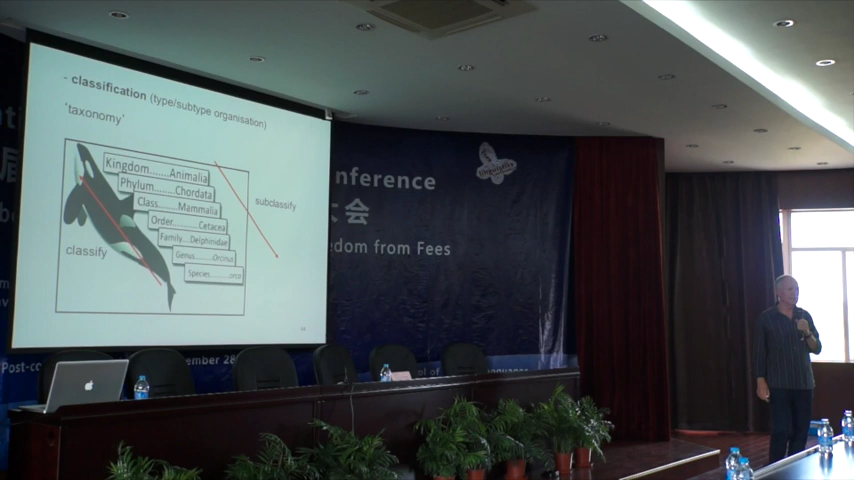 - classification (type/subtype organisation)
'taxonomy'
Kingdom.......Animalia
Phylum.......Chordata
Class.......Mammalia
Order..........Cetacea
Family....Delphinidae
Genus..........Orcinus
Species..........orca
classify
subclassify
nference
大会
edom from Fees
Post-co
ember 28